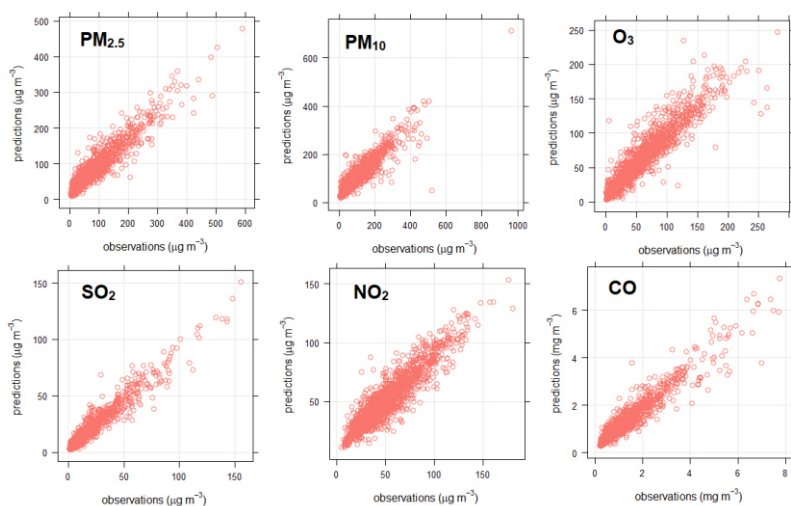 PM2.5
predictions (μg m−3)
500
400
300
200
100
0
0 100 200 300 400 500 600
observations (μg m−3)
PM10
predictions (μg m−3)
600
400
200
0
0 200 400 600 800 1000
observations (μg m−3)
O3
predictions (μg m−3)
250
200
150
100
50
0
0 50 100 150 200 250
observations (μg m−3)
SO2
predictions (μg m−3)
150
100
50
0
0 50 100 150
observations (μg m−3)
NO2
predictions (μg m−3)
150
100
50
0 50 100 150
observations (μg m−3)
CO
predictions (mg m−3)
6
4
2
0
0 2 4 6 8
observations (mg m−3)